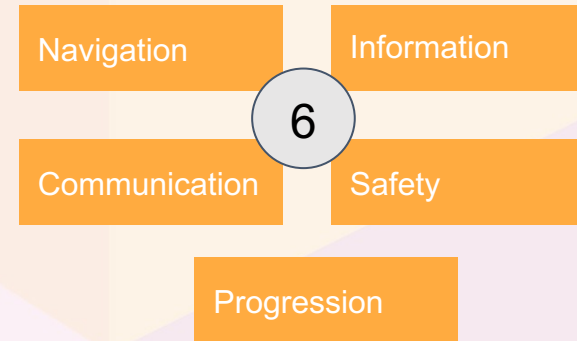 Navigation
Information
6
Communication
Safety
Progression